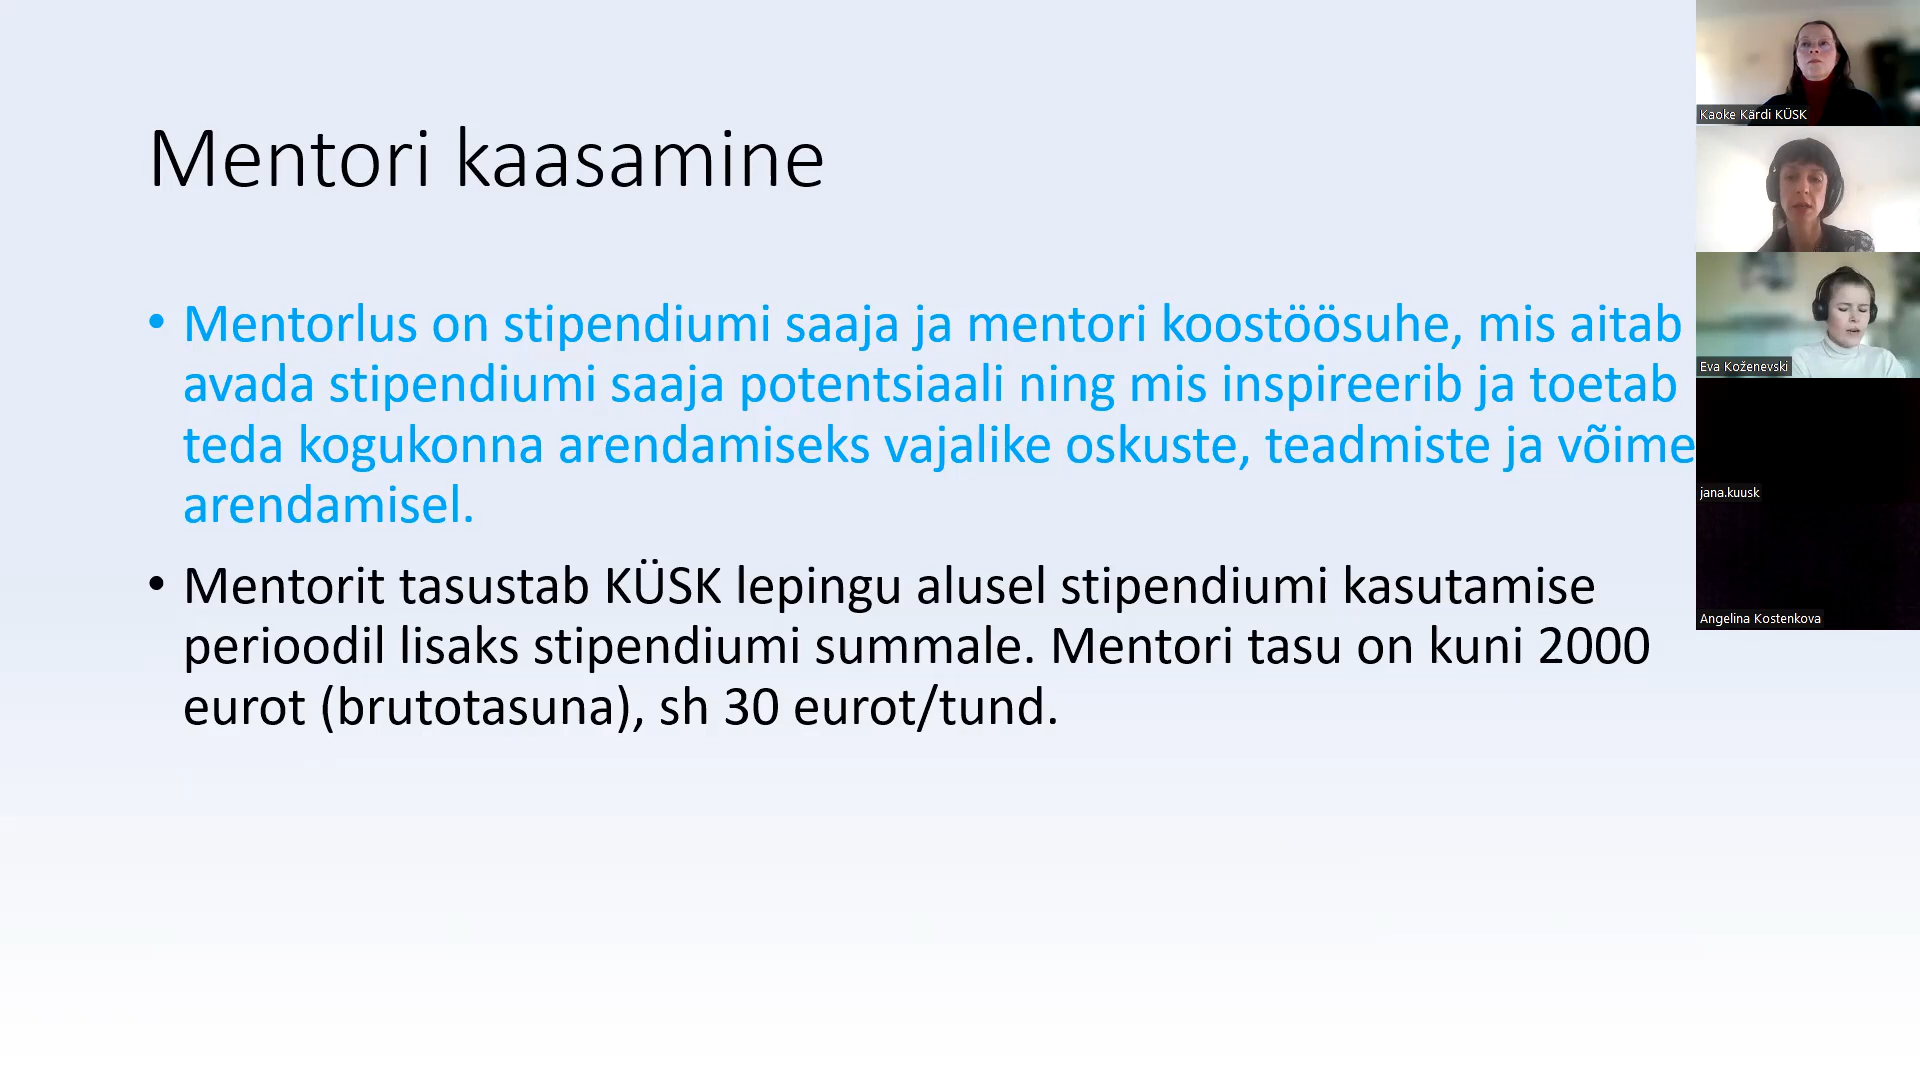 Mentori kaasamine
• Mentorlus on stipendiumi saaja ja mentori koostöösuhe, mis aitab
avada stipendiumi saaja potentsiaali ning mis inspireerib ja toetab
teda kogukonna arendamiseks vajalike oskuste, teadmiste ja võime
arendamisel.
• Mentorit tasustab KÜSK lepingu alusel stipendiumi kasutamise
perioodil lisaks stipendiumi summale. Mentori tasu on kuni 2000
eurot (brutotasuna), sh 30 eurot/tund.
Kaoke Kärdi KÜSK
Eva Koženevski
jana.kuusk
Angelina Kostenkova